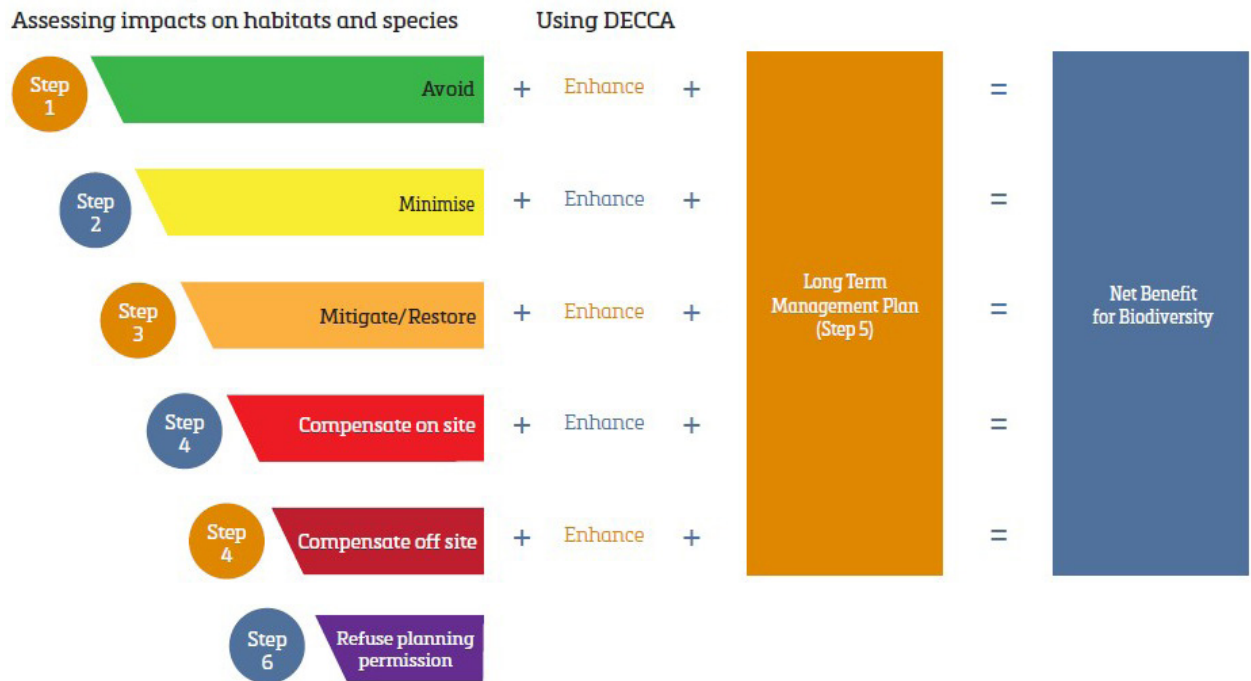 Assessing impacts on habitats and species
Using DECCA
Step
1
Avoid
+ Enhance + =
Step
2
Minimise
+ Enhance + =
Step
3
Mitigate/Restore
+ Enhance + =
Long Term
Management Plan
(Step 5)
Net Benefit
for Biodiversity
Step
4
Compensate on site
+ Enhance + =
Step
4
Compensate off site
+ Enhance + =
Step
6
Refuse planning
permission